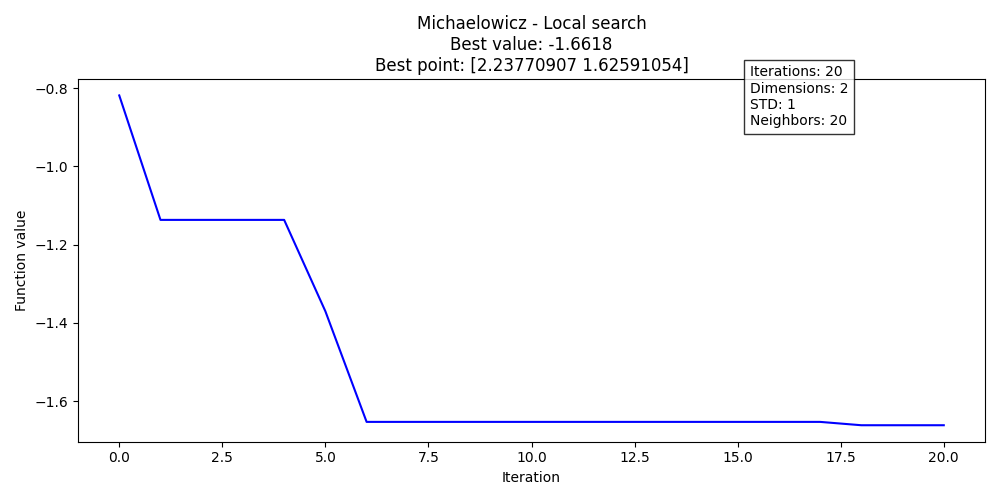 Michaelowicz - Local search
Best value: -1.6618
Best point: [2.23770907 1.62591054]
Iterations: 20
Dimensions: 2
STD: 1
Neighbors: 20
Function value
−0.8
−1.0
−1.2
−1.4
−1.6
0.0 2.5 5.0 7.5 10.0 12.5 15.0 17.5 20.0
Iteration